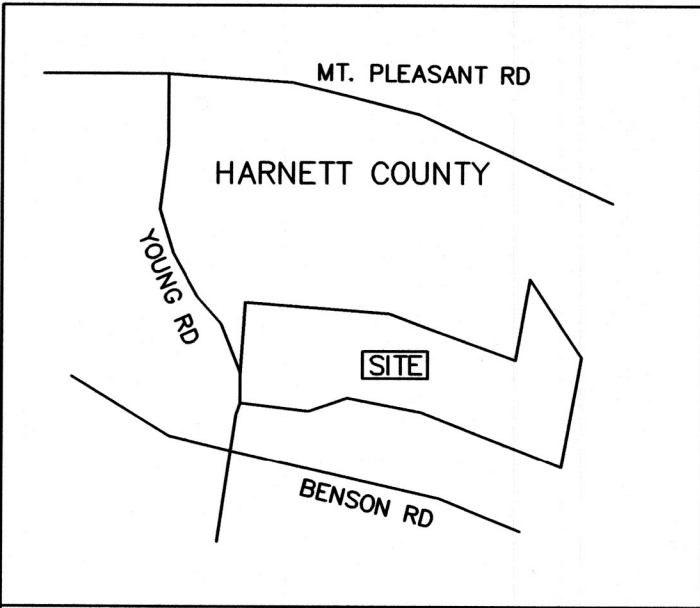 MT. PLEASANT RD
HARNETT COUNTY
YOUNG RD
SITE
BENSON RD